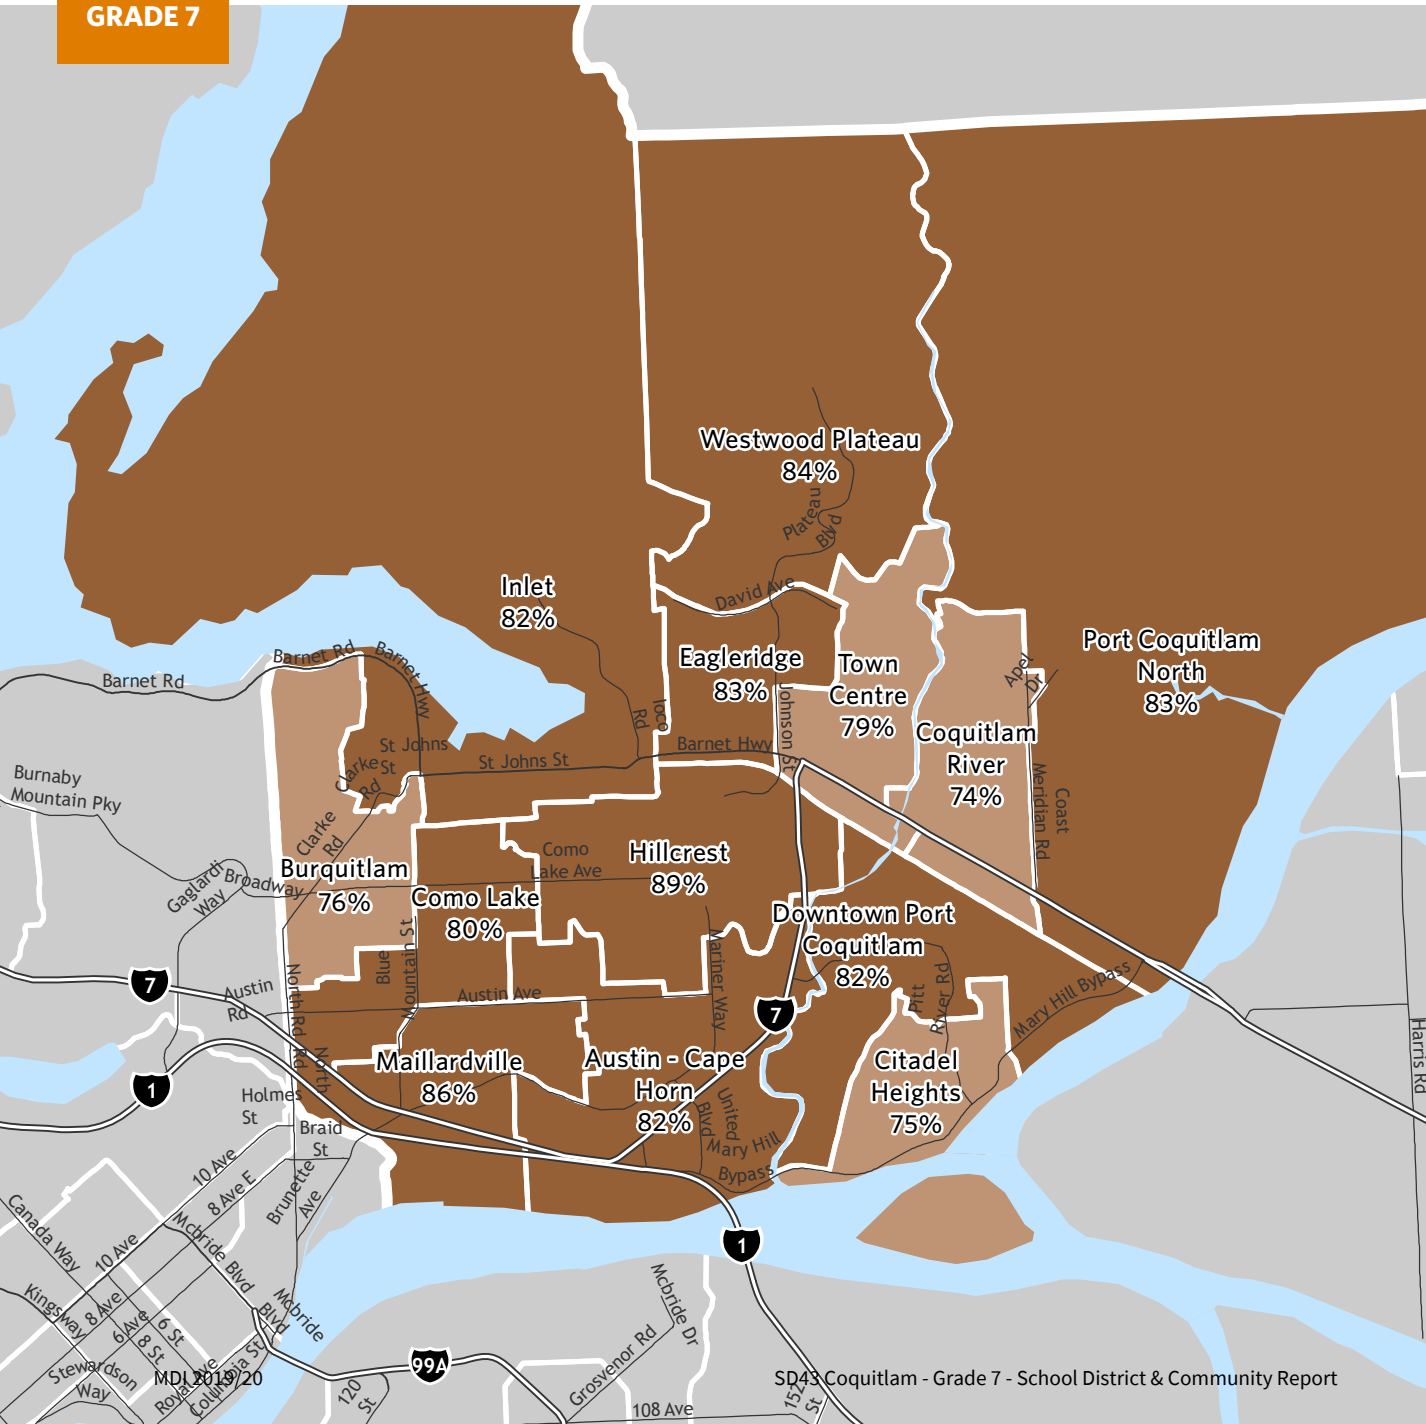 GRADE 7
Westwood Plateau
84%
Plateau
Blvd
Inlet
82%
David Ave
Eagleridge
83%
Town
Centre
79%
Port Coquitlam
North
83%
Apel
Dr
Coquitlam
River
74%
Barnet Rd
Barnet Rd
Barnet Hwy
Ioco
Rd
Johnson St
Barnet Hwy
St Johns
St
St Johns St
Clarke
Rd
Burnaby
Mountain Pky
Coast
Meridian Rd
Clarke
Rd
Burquitlam
76%
Gaglardi
Way
Broadway
Como
Lake Ave
Hillcrest
89%
Como Lake
80%
Downtown Port
Coquitlam
82%
Blue
Mountain St
Mariner Way
Pitt
River Rd
Mary Hill Bypass
7
Austin
Rd
North Rd
Austin Ave
7
North
Rd
Maillardville
86%
Austin - Cape
Horn
82%
Citadel
Heights
75%
Harris Rd
1
Holmes
St
Braid
St
United
Blvd
Mary Hill
Bypass
10 Ave
8 Ave E
Brunette
Ave
Canada Way
10 Ave
Mcbride Blvd
1
Kingsway
8 Ave
6 Ave
6 St
8 St
Mcbride
Blvd
Mcbride Dr
Stewardson
Way
Royal Ave
Columbia St
99A
120
St
Grosvenor Rd
108 Ave
152
St
MDI 2019/20
SD43 Coquitlam - Grade 7 - School District & Community Report